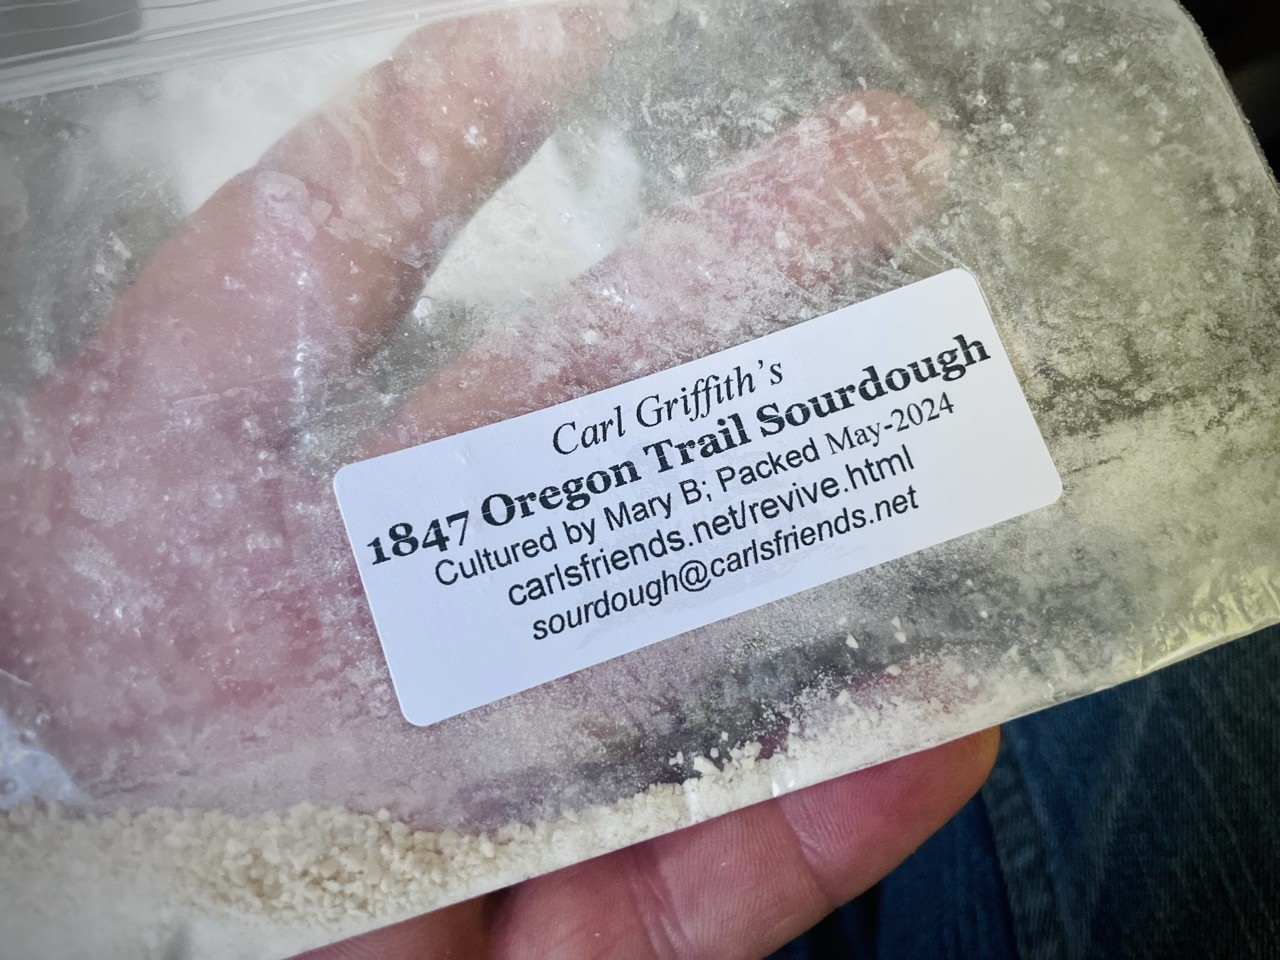 Carl Griffith’s
1847 Oregon Trail Sourdough
Cultured by Mary B; Packed May-2024
carlsfriends.net/revive.html
sourdough@carlsfriends.net